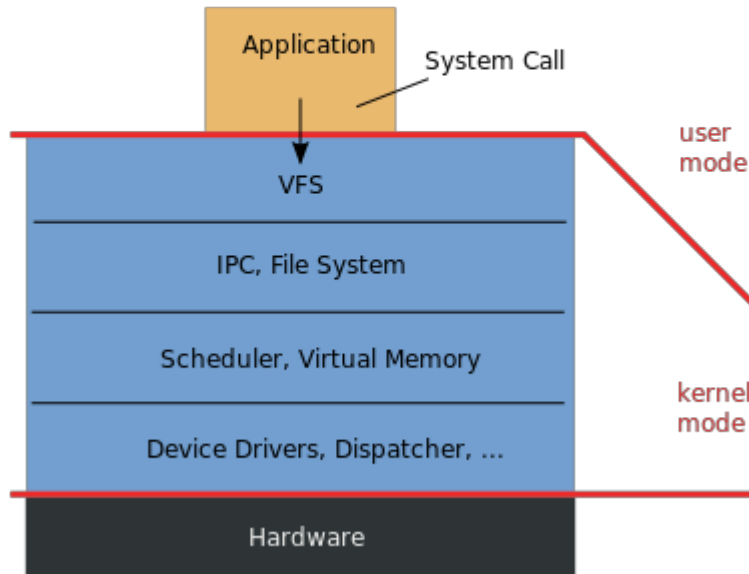 Application
System Call
user
mode
VFS
IPC, File System
Scheduler, Virtual Memory
kernel
mode
Device Drivers, Dispatcher, ...
Hardware